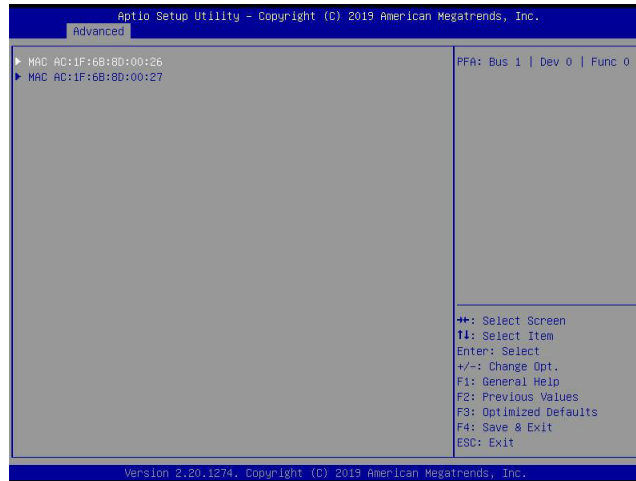 Aptio Setup Utility – Copyright (C) 2019 American Megatrends, Inc.
Advanced
▶ MAC AC:1F:6B:8D:00:26
▶ MAC AC:1F:6B:8D:00:27
PFA: Bus 1 | Dev 0 | Func 0
→←: Select Screen
↑↓: Select Item
Enter: Select
+/-: Change Opt.
F1: General Help
F2: Previous Values
F3: Optimized Defaults
F4: Save & Exit
ESC: Exit
Version 2.20.1274. Copyright (C) 2019 American Megatrends, Inc.